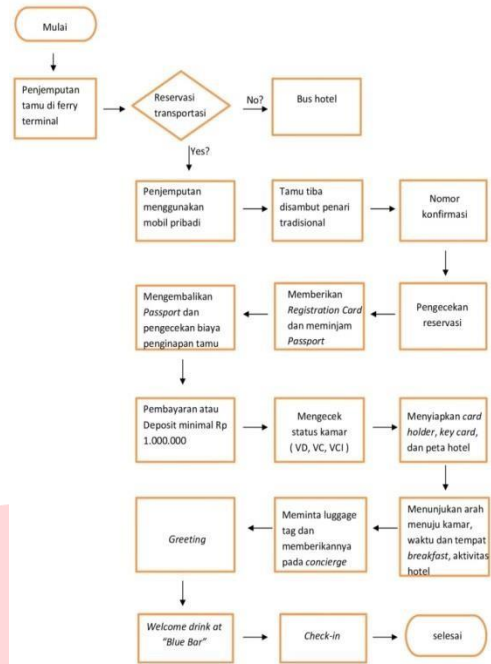 Mulai
Penjemputan
tamu di ferry
terminal
Reservasi
transportasi
No?
Bus hotel
Yes?
Penjemputan
menggunakan
mobil pribadi
Tamu tiba
disambut penari
tradisional
Nomor
konfirmasi
Mengembalikan
Passport dan
pengecekan biaya
penginapan tamu
Memberikan
Registration Card
dan meminjam
Passport
Pengecekan
reservasi
Pembayaran atau
Deposit minimal Rp
1.000.000
Mengecek
status kamar
( VD, VC, VCI )
Menyiapkan card
holder, key card,
dan peta hotel
Greeting
Meminta luggage
tag dan
memberikannya
pada concierge
Menunjukan arah
menuju kamar,
waktu dan tempat
breakfast, aktivitas
hotel
Welcome drink at
"Blue Bar"
Check-in
selesai